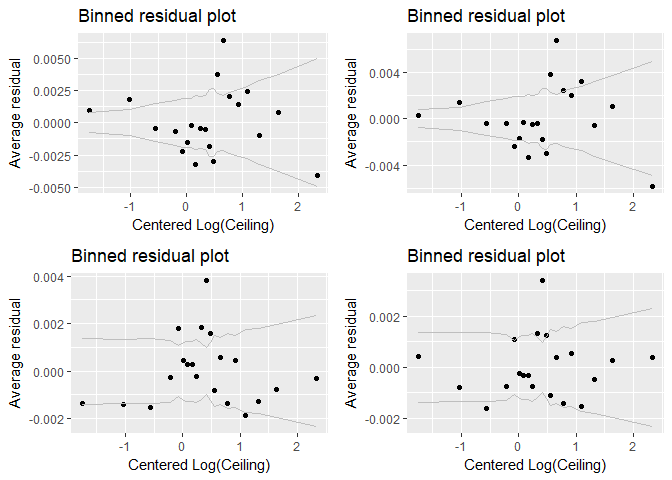 Binned residual plot
0.0050
0.0025
0.0000
-0.0025
-0.0050
Average residual
-1 0 1 2
Centered Log(Ceiling)
Binned residual plot
0.004
0.000
-0.004
Average residual
-1 0 1 2
Centered Log(Ceiling)
Binned residual plot
0.004
0.002
0.000
-0.002
Average residual
-1 0 1 2
Centered Log(Ceiling)
Binned residual plot
0.002
0.000
-0.002
Average residual
-1 0 1 2
Centered Log(Ceiling)